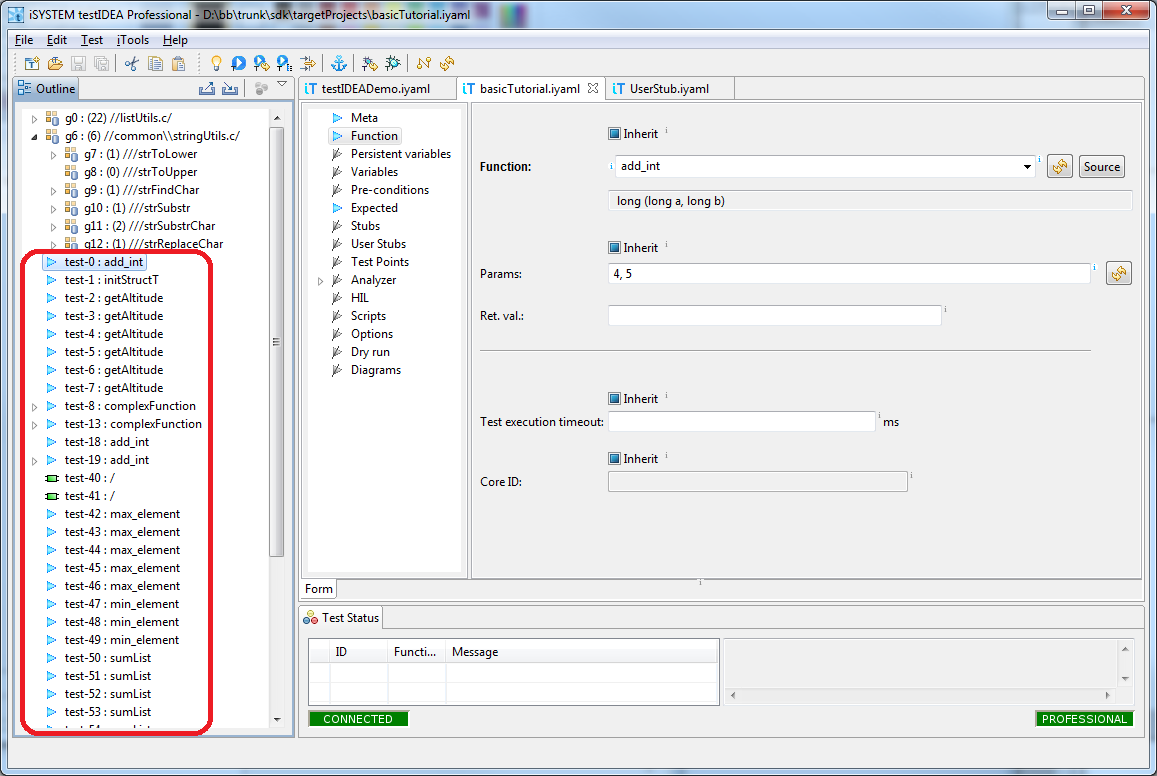 iSYSTEM testIDEA Professional - D:\bb\trunk\sdk\targetProjects\basicTutorial.iyaml
File Edit Test iTools Help
Outline
g0 : (22) //listUtils.c/
g6 : (6) //common\\stringUtils.c/
g7 : (1) ///strToLower
g8 : (0) ///strToUpper
g9 : (1) ///strFindChar
g10 : (1) ///strSubstr
g11 : (2) ///strSubstrChar
g12 : (1) ///strReplaceChar
test-0 : add_int
test-1 : initStructT
test-2 : getAltitude
test-3 : getAltitude
test-4 : getAltitude
test-5 : getAltitude
test-6 : getAltitude
test-7 : getAltitude
test-8 : complexFunction
test-13 : complexFunction
test-18 : add_int
test-19 : add_int
test-40 : /
test-41 : /
test-42 : max_element
test-43 : max_element
test-44 : max_element
test-45 : max_element
test-46 : max_element
test-47 : min_element
test-48 : min_element
test-49 : min_element
test-50 : sumList
test-51 : sumList
test-52 : sumList
test-53 : sumList
iT testIDEADemo.iyaml
iT basicTutorial.iyaml
iT UserStub.iyaml
Meta
Function
Persistent variables
Variables
Pre-conditions
Expected
Stubs
User Stubs
Test Points
Analyzer
HIL
Scripts
Options
Dry run
Diagrams
Inherit
Function: add_int Source
long (long a, long b)
Inherit
Params: 4, 5
Ret. val.:
Inherit
Test execution timeout: ms
Inherit
Core ID:
Form
Test Status
ID Functi... Message
CONNECTED
PROFESSIONAL